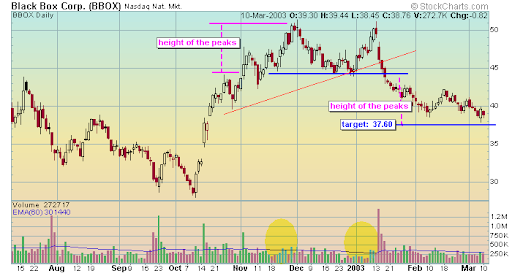 Black Box Corp. (BBOX) Nasdaq Nat. Mkt. © StockCharts.com
10-Mar-2003 O:39.30 H:39.44 L:38.45 C:38.76 V:272.7K Chg:-0.82
BBOX Daily
50
height of the peaks
45
height of the peaks
40
target: 37.60
35
30
Volume 272717
EMA(60) 301440
1.2M
1.0M
750K
500K
250K
15 22 Aug 12 19 26 Sep 9 16 23 Oct 7 14 21 Nov 11 18 Dec 9 16 23 2003 13 21 Feb 10 18 Mar 10